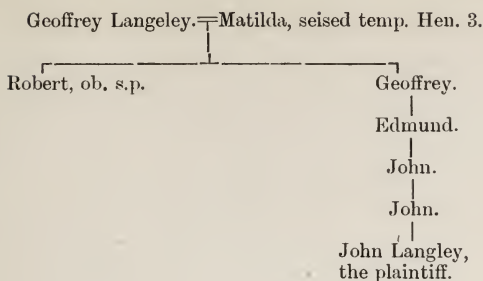 Geoffrey Langeley.=Matilda, seised temp. Hen. 3.
Robert, ob. s.p. Geoffrey.
Edmund.
John.
John.
John Langley,
the plaintiff.